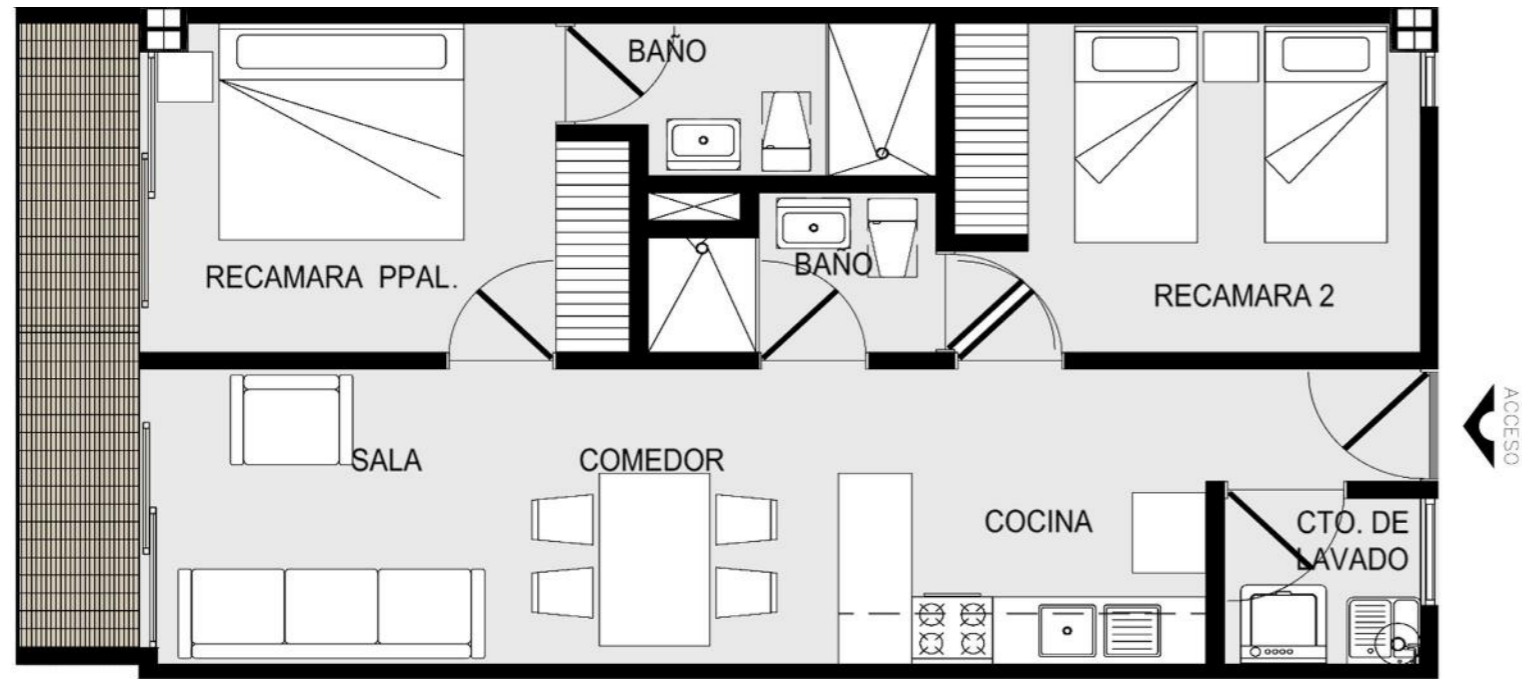 BAÑO
RECAMARA PPAL.
BAÑO
RECAMARA 2
ACCESO
SALA
COMEDOR
COCINA
CTO. DE
LAVADO